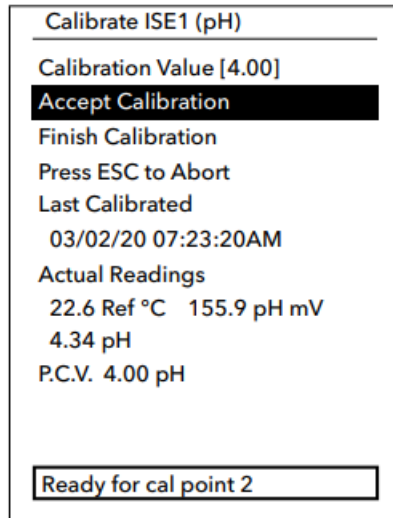 Calibrate ISE1 (pH)
Calibration Value [4.00]
Accept Calibration
Finish Calibration
Press ESC to Abort
Last Calibrated
03/02/20 07:23:20AM
Actual Readings
22.6 Ref °C 155.9 pH mV
4.34 pH
P.C.V. 4.00 pH
Ready for cal point 2